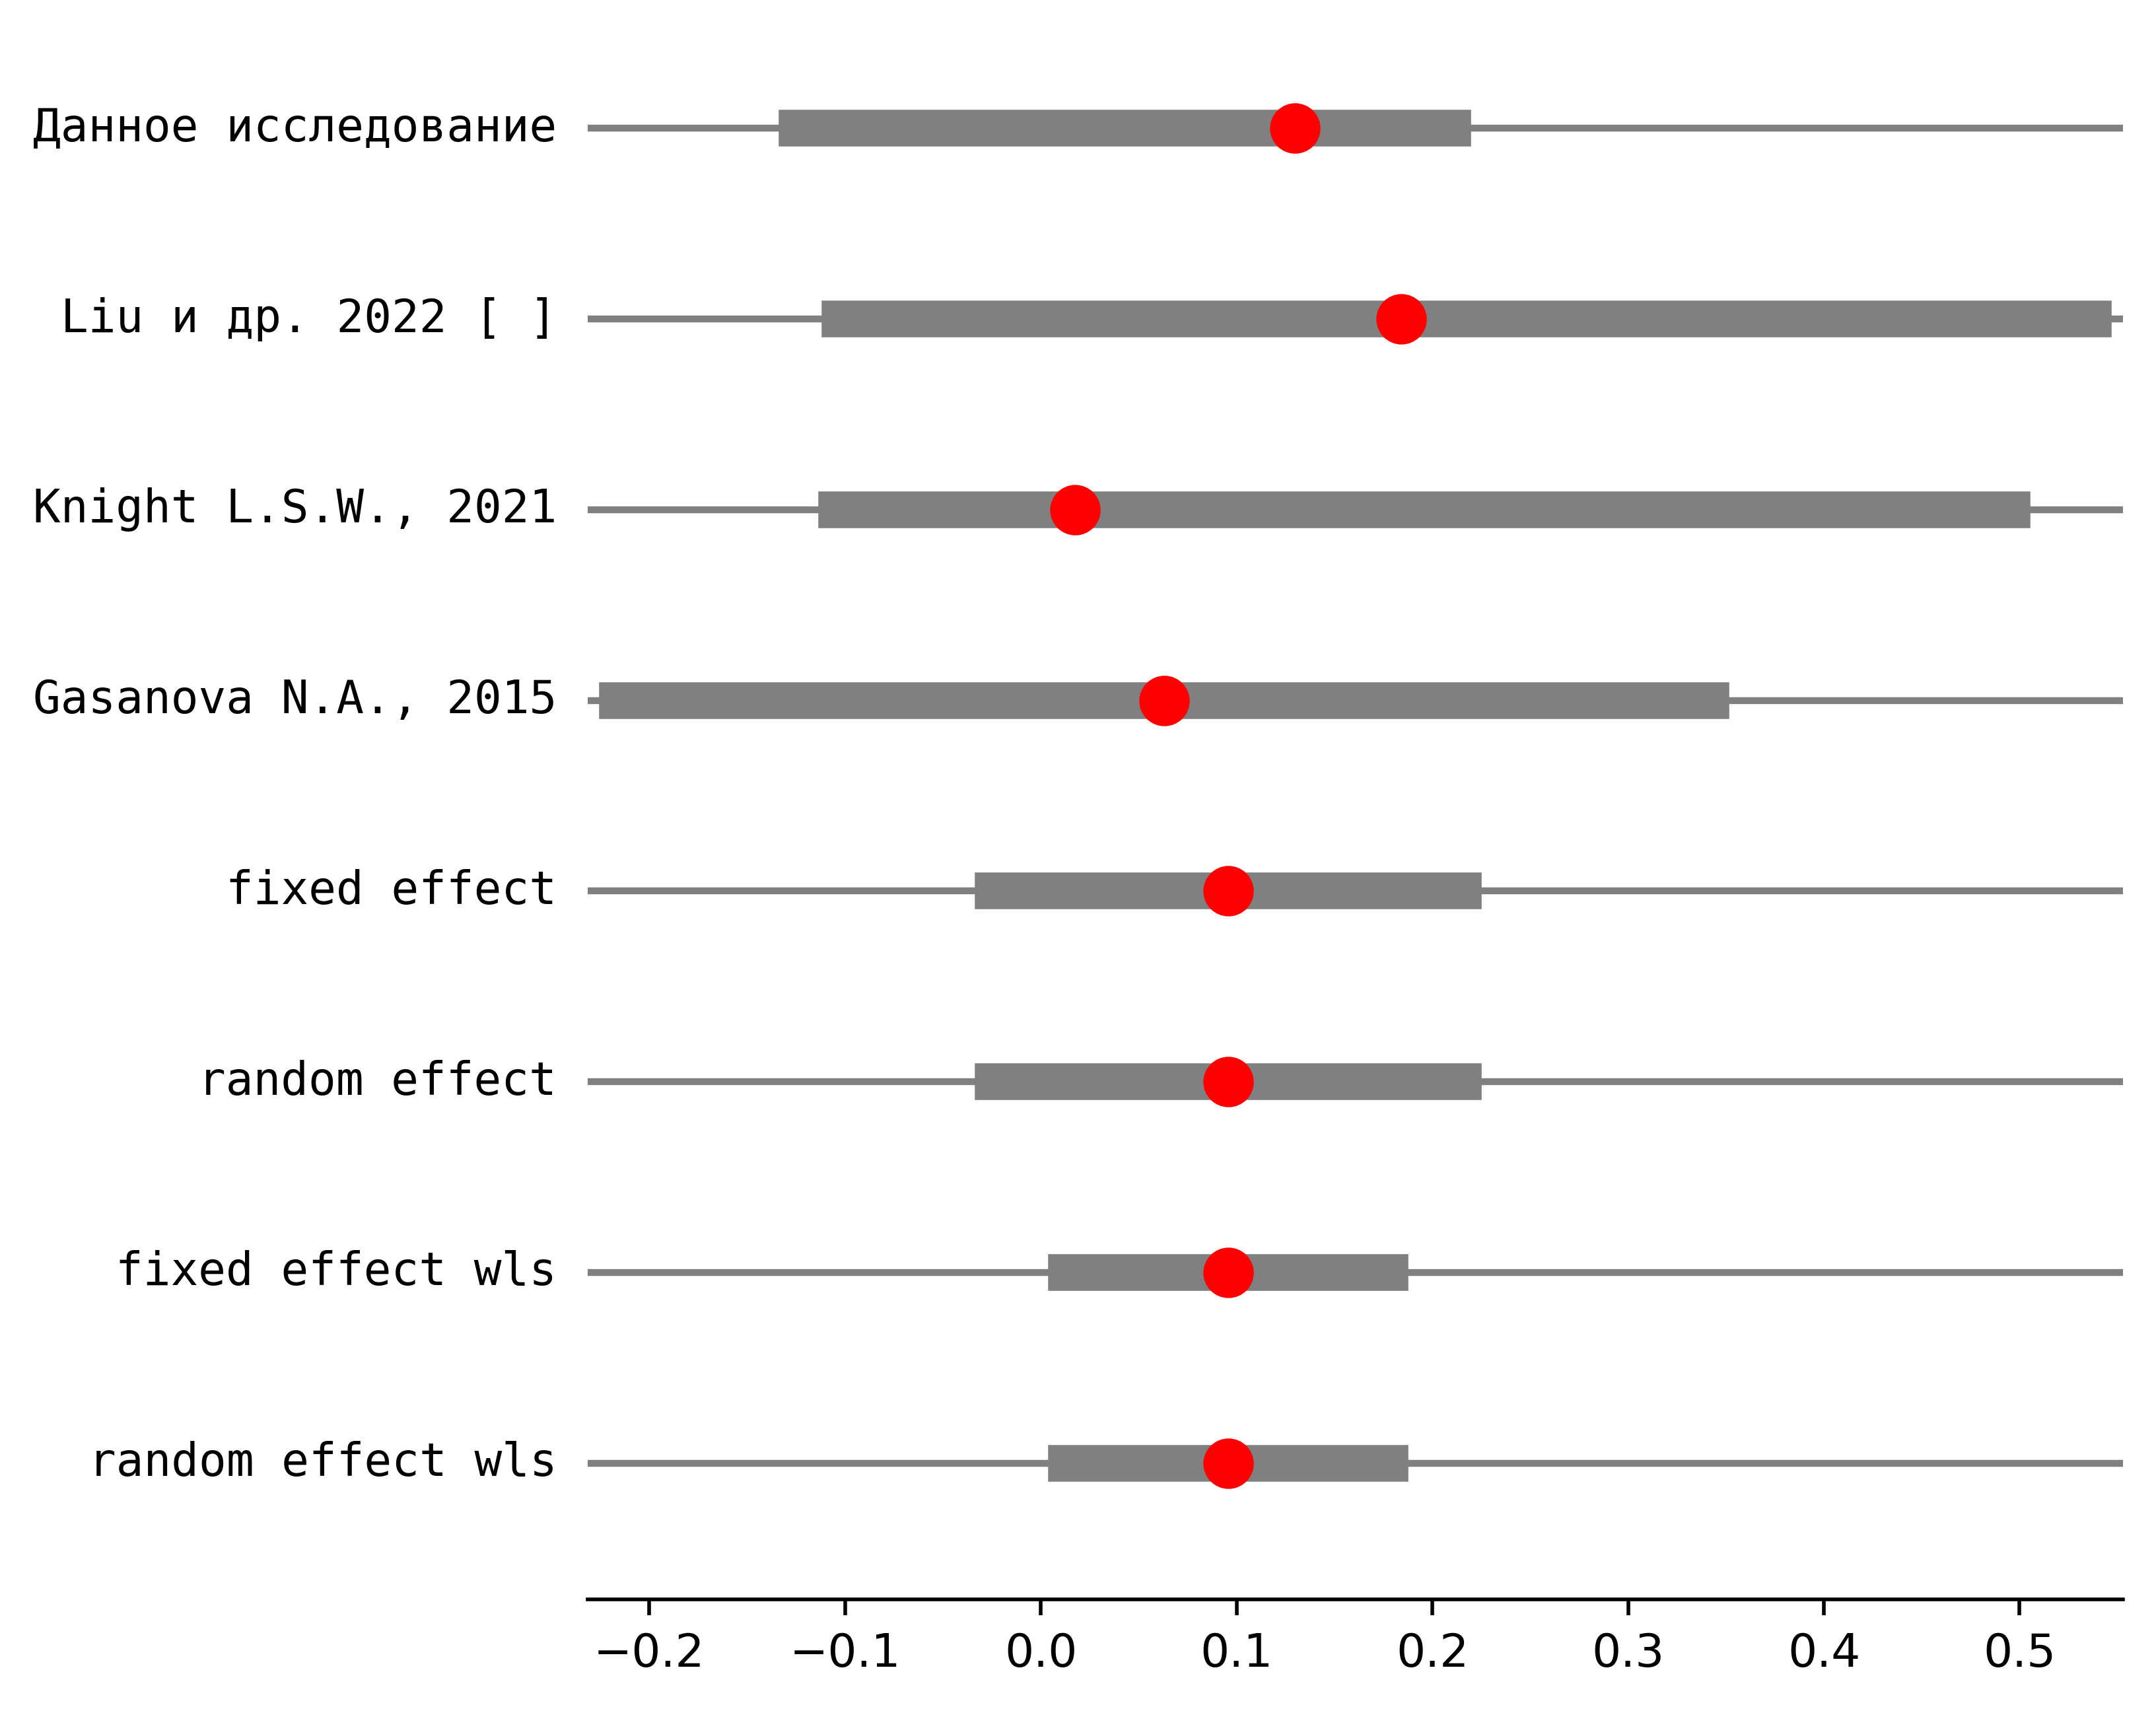 Данное исследование
Liu и др. 2022 [ ]
Knight L.S.W., 2021
Gasanova N.A., 2015
fixed effect
random effect
fixed effect wls
random effect wls
−0.2 −0.1 0.0 0.1 0.2 0.3 0.4 0.5